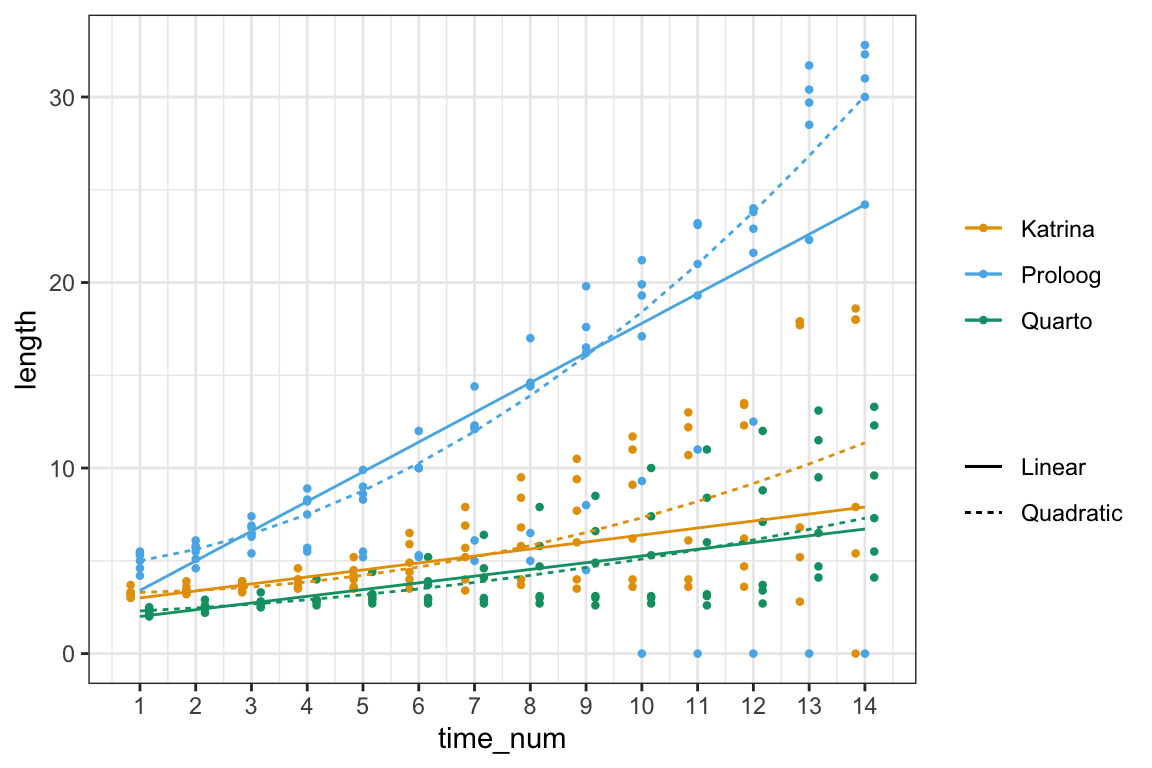 length
30
20
10
0
1 2 3 4 5 6 7 8 9 10 11 12 13 14
time_num
Katrina
Proloog
Quarto
Linear
Quadratic